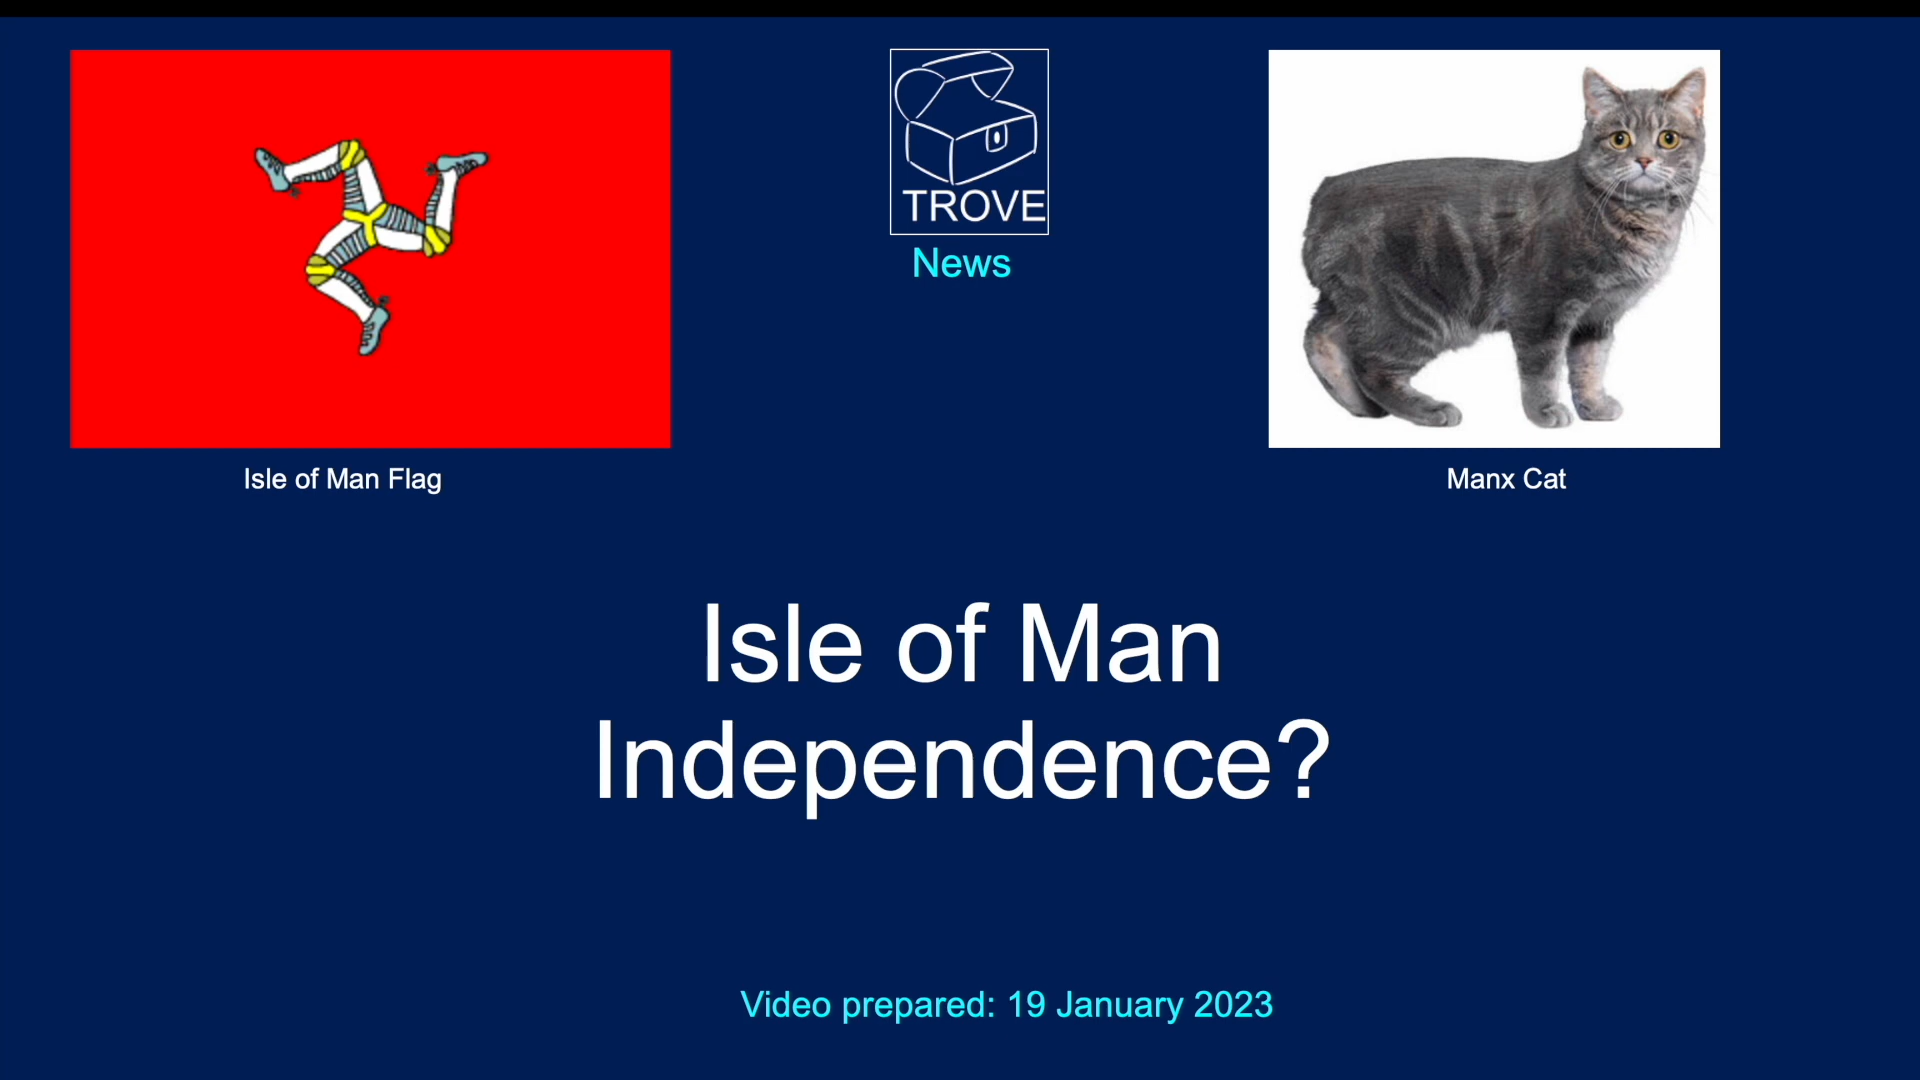 TROVE
News
Isle of Man Flag
Manx Cat
Isle of Man
Independence?
Video prepared: 19 January 2023